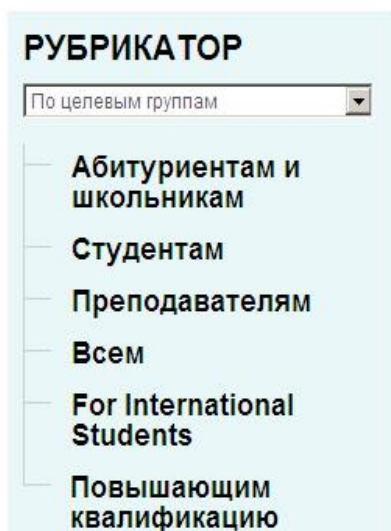 РУБРИКАТОР
По целевым группам
Абитуриентам и
школьникам
Студентам
Преподавателям
Всем
For International
Students
Повышающим
квалификацию